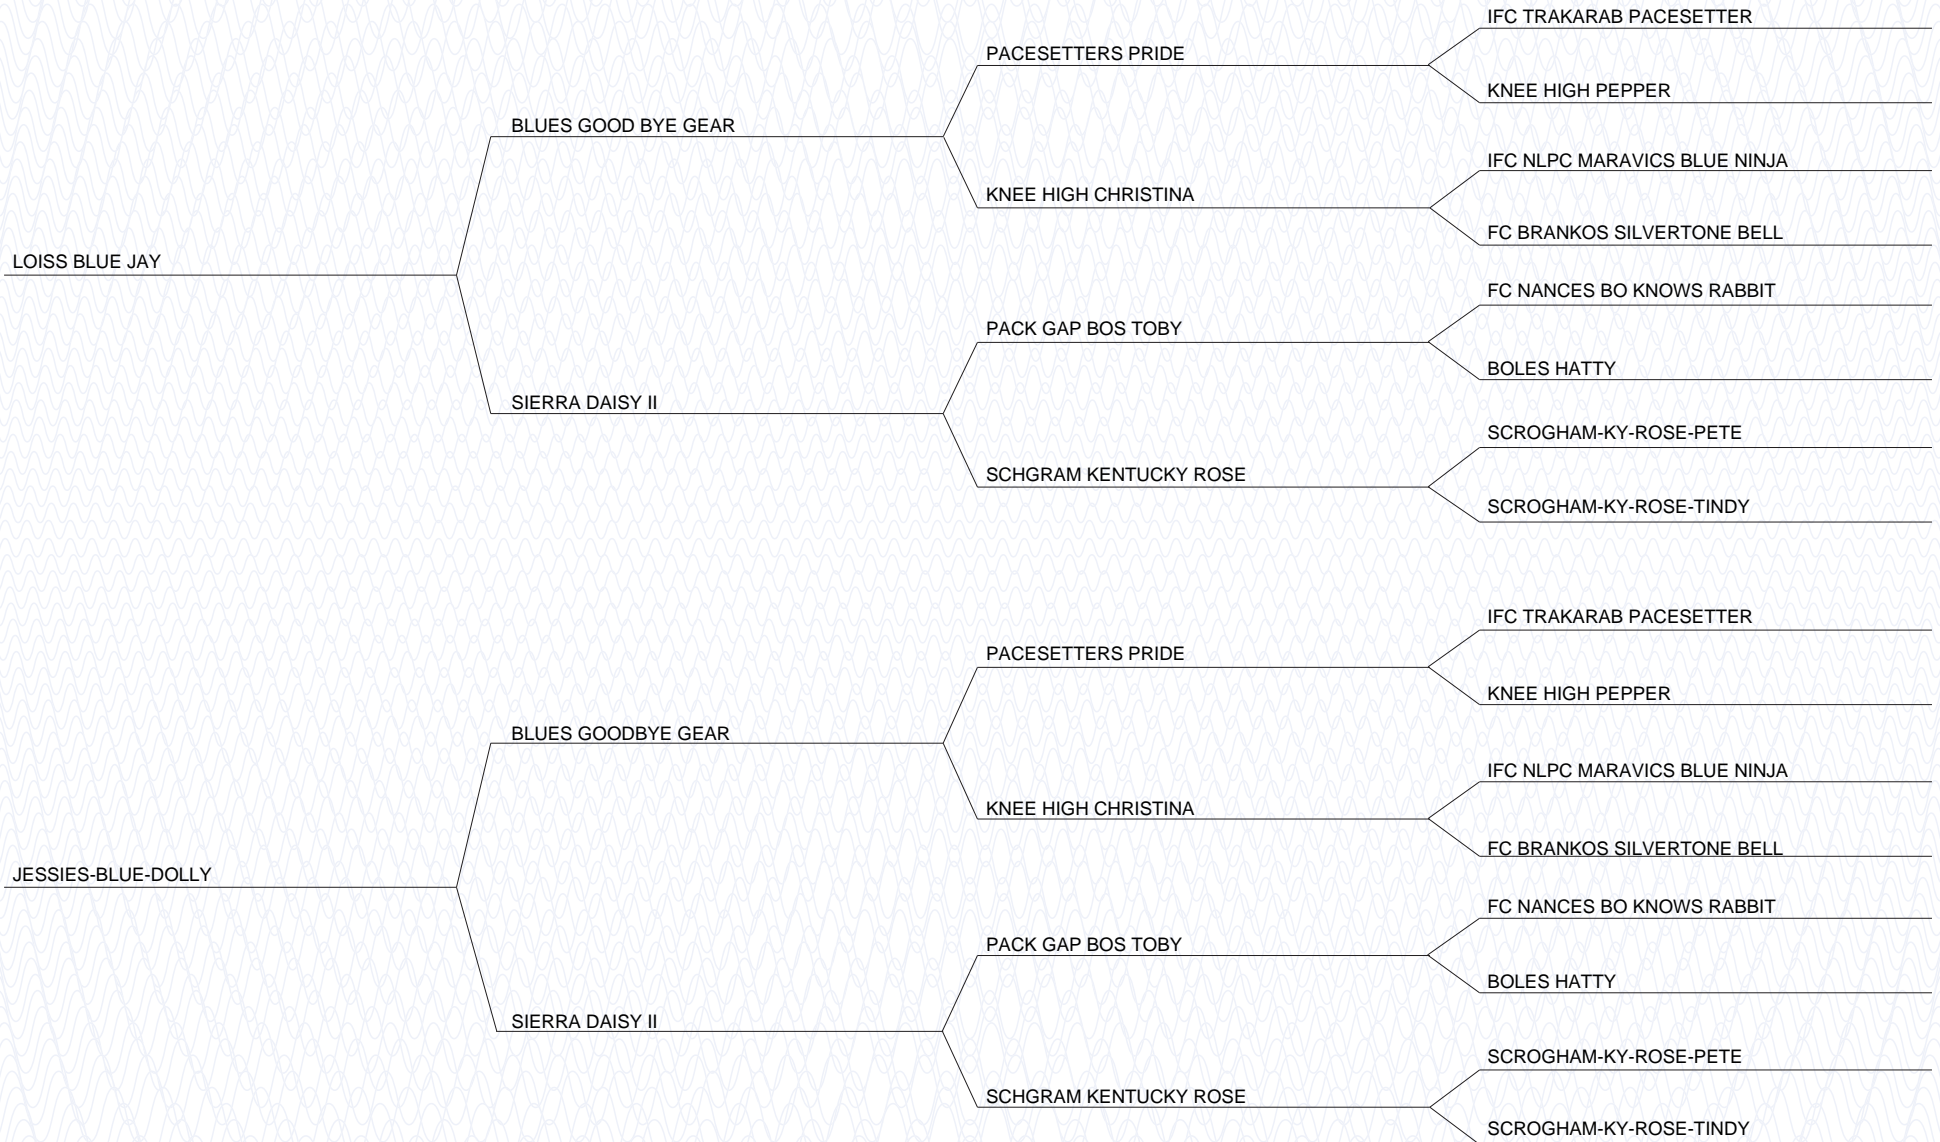 IFC TRAKARAB PACESETTER
PACESETTERS PRIDE
KNEE HIGH PEPPER
BLUES GOOD BYE GEAR
IFC NLPC MARAVICS BLUE NINJA
KNEE HIGH CHRISTINA
FC BRANKOS SILVERTONE BELL
LOISS BLUE JAY
FC NANCES BO KNOWS RABBIT
PACK GAP BOS TOBY
BOLES HATTY
SIERRA DAISY II
SCROGHAM-KY-ROSE-PETE
SCHGRAM KENTUCKY ROSE
SCROGHAM-KY-ROSE-TINDY
IFC TRAKARAB PACESETTER
PACESETTERS PRIDE
KNEE HIGH PEPPER
BLUES GOODBYE GEAR
IFC NLPC MARAVICS BLUE NINJA
KNEE HIGH CHRISTINA
FC BRANKOS SILVERTONE BELL
JESSIES-BLUE-DOLLY
FC NANCES BO KNOWS RABBIT
PACK GAP BOS TOBY
BOLES HATTY
SIERRA DAISY II
SCROGHAM-KY-ROSE-PETE
SCHGRAM KENTUCKY ROSE
SCROGHAM-KY-ROSE-TINDY